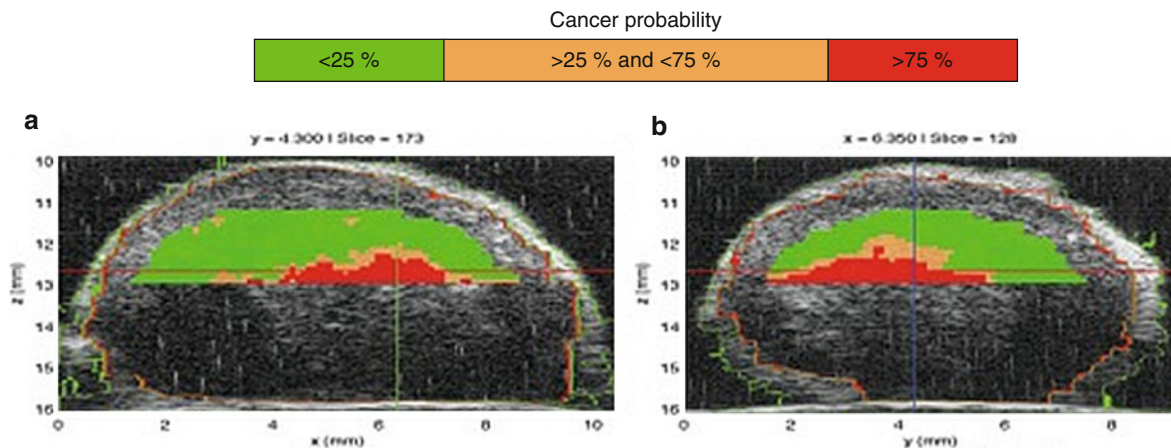 Cancer probability
<25 % >25 % and <75 % >75 %
a b
y = 4.300 | Slice = 173 x = 6.350 | Slice = 128
10 10
11 11
12 12
13 13
14 14
15 15
16 16
z (mm) z (mm)
0 2 4 6 8 10 0 2 4 6 8
x (mm) y (mm)